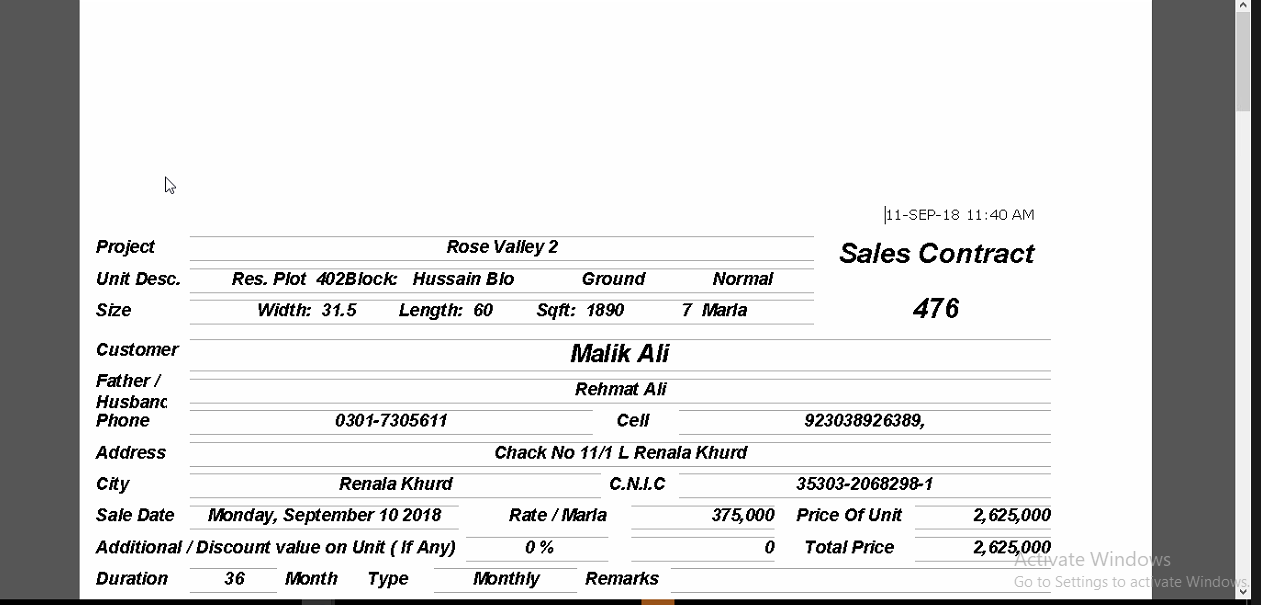 11-SEP-18 11:40 AM
Project Rose Valley 2 Sales Contract
Unit Desc. Res. Plot 402Block: Hussain Blo Ground Normal
Size Width: 31.5 Length: 60 Sqft: 1890 7 Marla 476
Customer Malik Ali
Father /
Husband Rehmat Ali
Phone 0301-7305611 Cell 923038926389,
Address Chack No 11/1 L Renala Khurd
City Renala Khurd C.N.I.C 35303-2068298-1
Sale Date Monday, September 10 2018 Rate / Marla 375,000 Price Of Unit 2,625,000
Additional / Discount value on Unit ( If Any) 0 % 0 Total Price 2,625,000
Duration 36 Month Type Monthly Remarks
Activate Windows
Go to Settings to activate Windows.